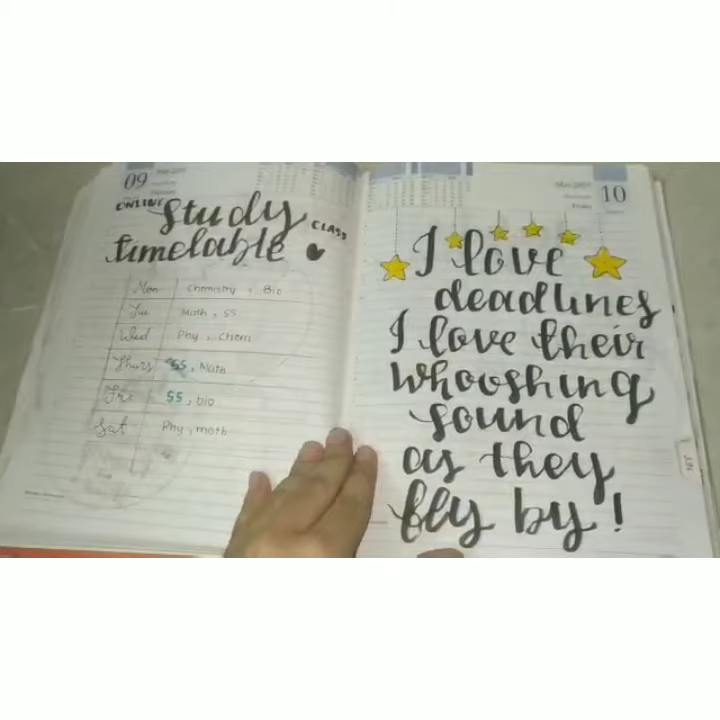 09
ONLINE
Study
CLASS
timelable
Mon Chemistry, Bio
Tue Math, SS
Wed Phy, Chem
Thurs SS, Math
Fri SS, bio
Sat Phy, math
10
I love
deadlines
I love their
whooshing
sound
as they
fly by!